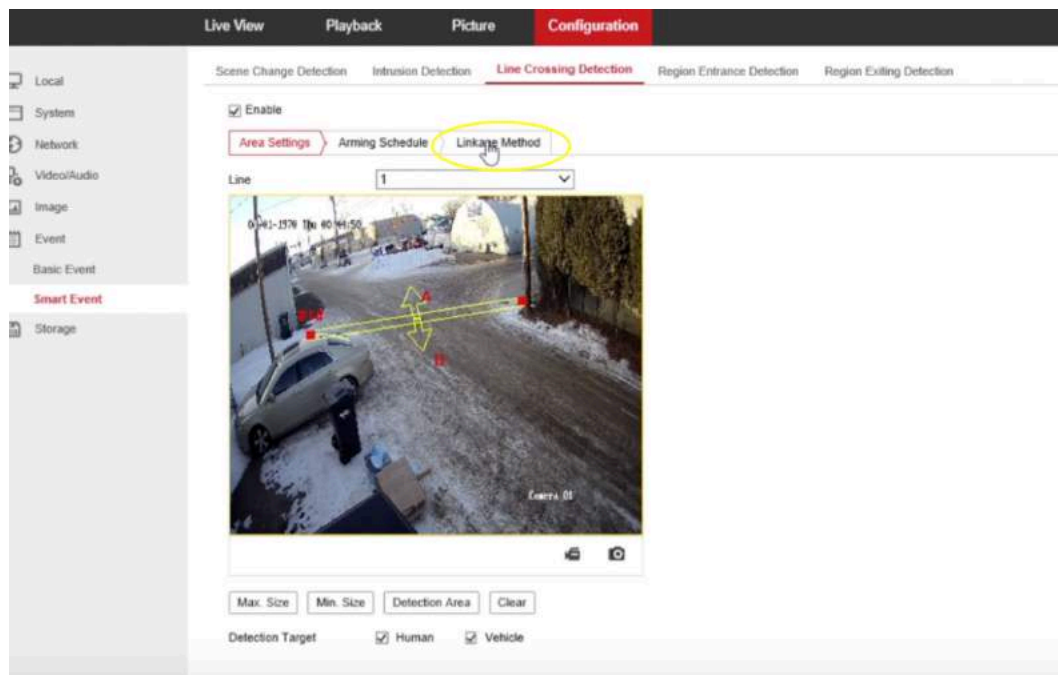 Live View Playback Picture Configuration
Local
System
Network
Video/Audio
Image
Event
Basic Event
Smart Event
Storage
Scene Change Detection Intrusion Detection Line Crossing Detection Region Entrance Detection Region Exiting Detection
Enable
Area Settings Arming Schedule Linkage Method
Line 1
Thu
A
Camera 01
Max. Size Min. Size Detection Area Clear
Detection Target Human Vehicle